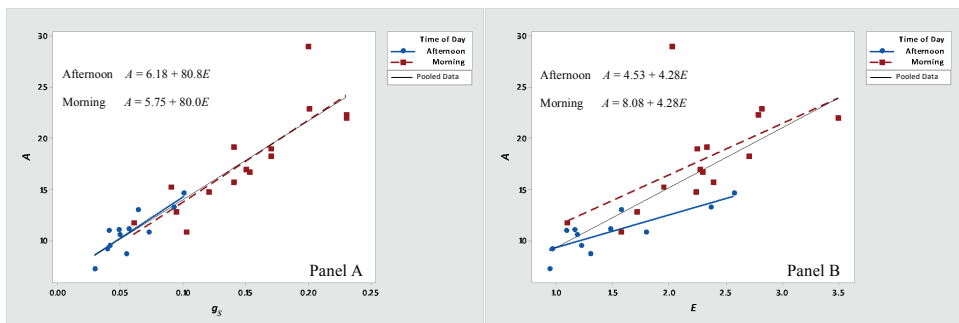 30
25
20
15
10
A
Afternoon A = 6.18 + 80.8E
Morning A = 5.75 + 80.0E
Panel A
0.00 0.05 0.10 0.15 0.20 0.25
gS
Time of Day
Afternoon
Morning
Pooled Data
30
25
20
15
10
A
Afternoon A = 4.53 + 4.28E
Morning A = 8.08 + 4.28E
Panel B
1.0 1.5 2.0 2.5 3.0 3.5
E
Time of Day
Afternoon
Morning
Pooled Data